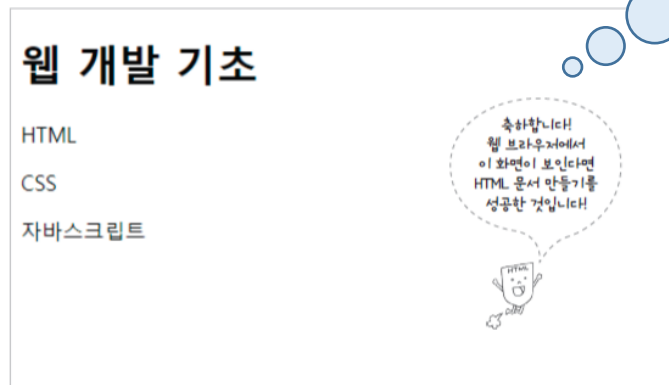 웹 개발 기초
HTML
CSS
자바스크립트
축하합니다!
웹 브라우저에서
이 화면이 보인다면
HTML 문서 만들기를
성공한 것입니다!
HTML